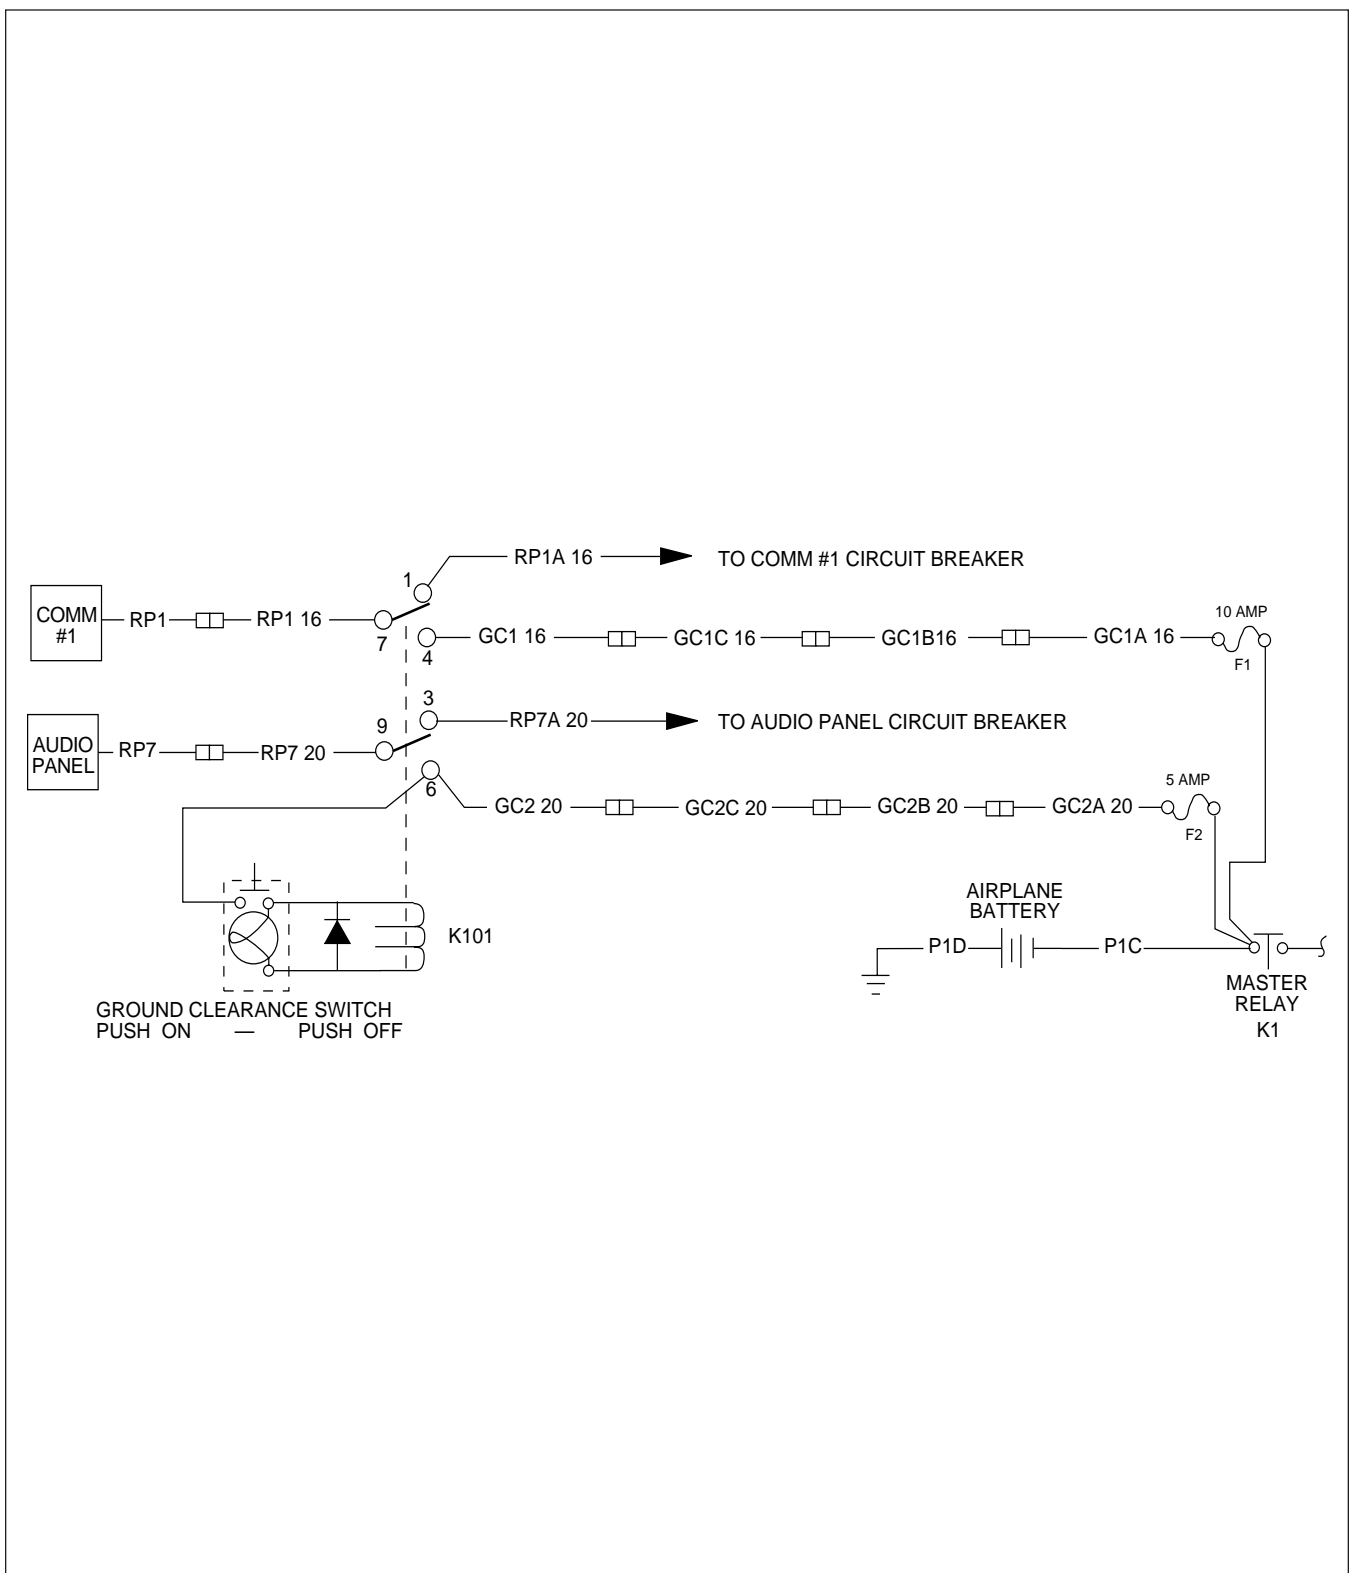 RP1A 16
TO COMM #1 CIRCUIT BREAKER
1
COMM
#1
RP1
RP1 16
7
4
GC1 16
GC1C 16
GC1B16
GC1A 16
10 AMP
F1
3
RP7A 20
TO AUDIO PANEL CIRCUIT BREAKER
AUDIO
PANEL
RP7
RP7 20
9
6
GC2 20
GC2C 20
GC2B 20
GC2A 20
5 AMP
F2
AIRPLANE
BATTERY
K101
P1D
P1C
MASTER
RELAY
K1
GROUND CLEARANCE SWITCH
PUSH ON — PUSH OFF